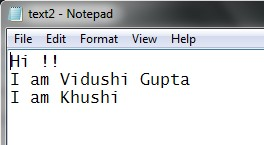 text2 - Notepad
File Edit Format View Help
Hi !!
I am Vidushi Gupta
I am Khushi